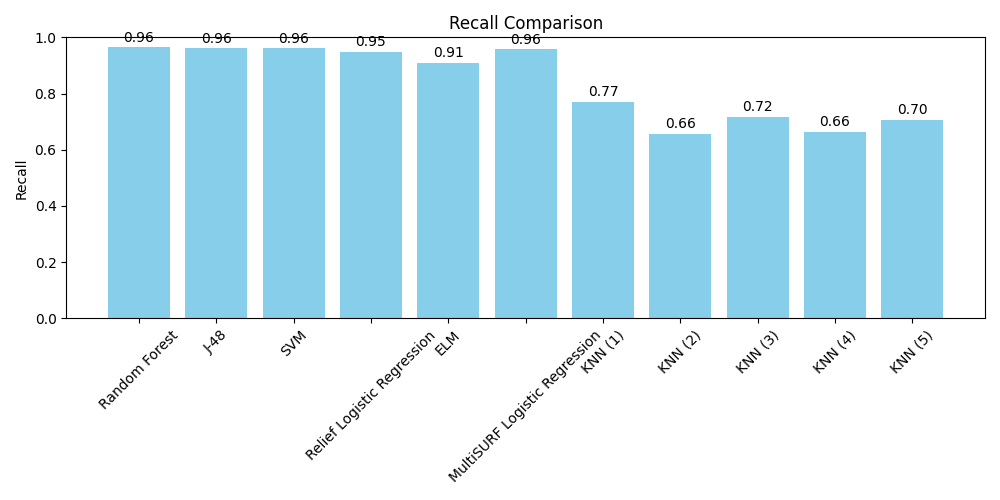 Recall Comparison
Recall
1.0
0.8
0.6
0.4
0.2
0.0
0.96
0.96
0.96
0.95
0.91
0.96
0.77
0.66
0.72
0.66
0.70
Random Forest
J-48
SVM
Relief Logistic Regression
ELM
MultiSURF Logistic Regression
KNN (1)
KNN (2)
KNN (3)
KNN (4)
KNN (5)